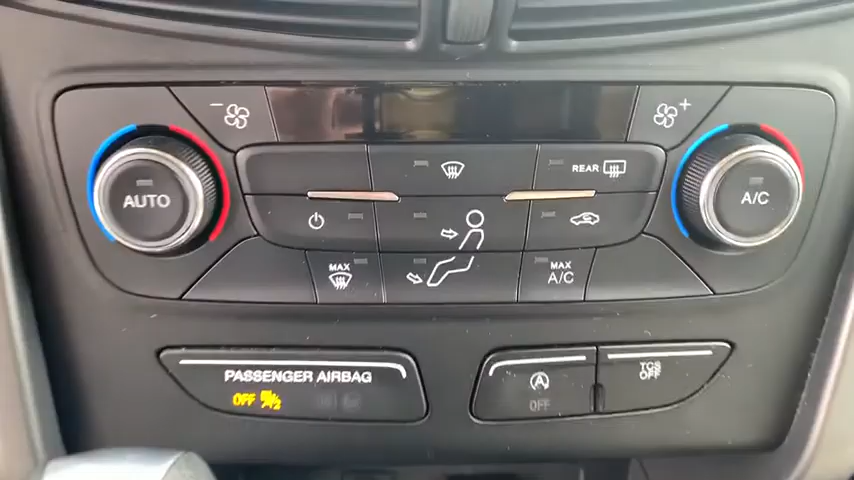 REAR
AUTO
A/C
MAX
MAX
A/C
PASSENGER AIRBAG
OFF
A
OFF
TCS
OFF